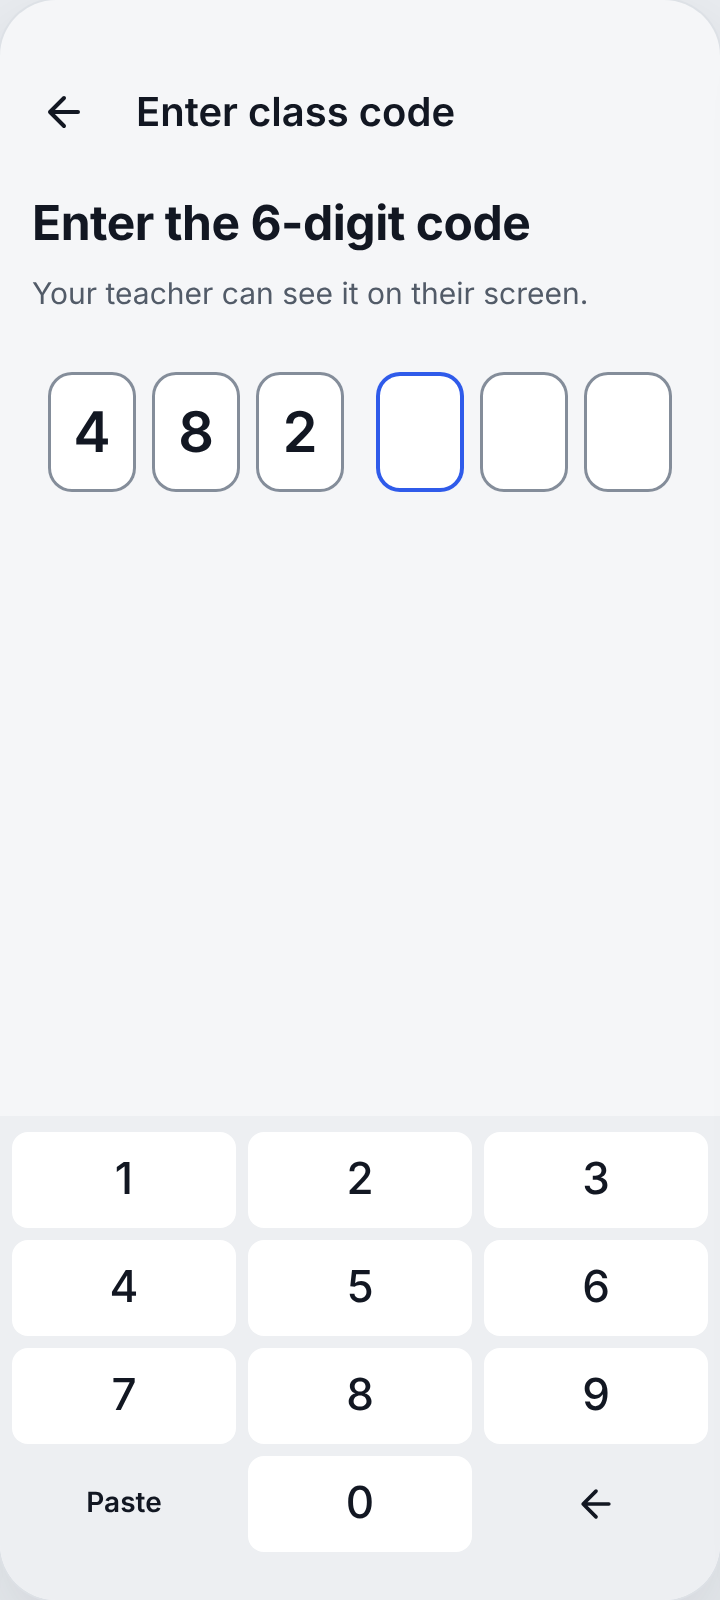 Enter class code
Enter the 6-digit code
Your teacher can see it on their screen.
4 8 2
1 2 3
4 5 6
7 8 9
Paste 0